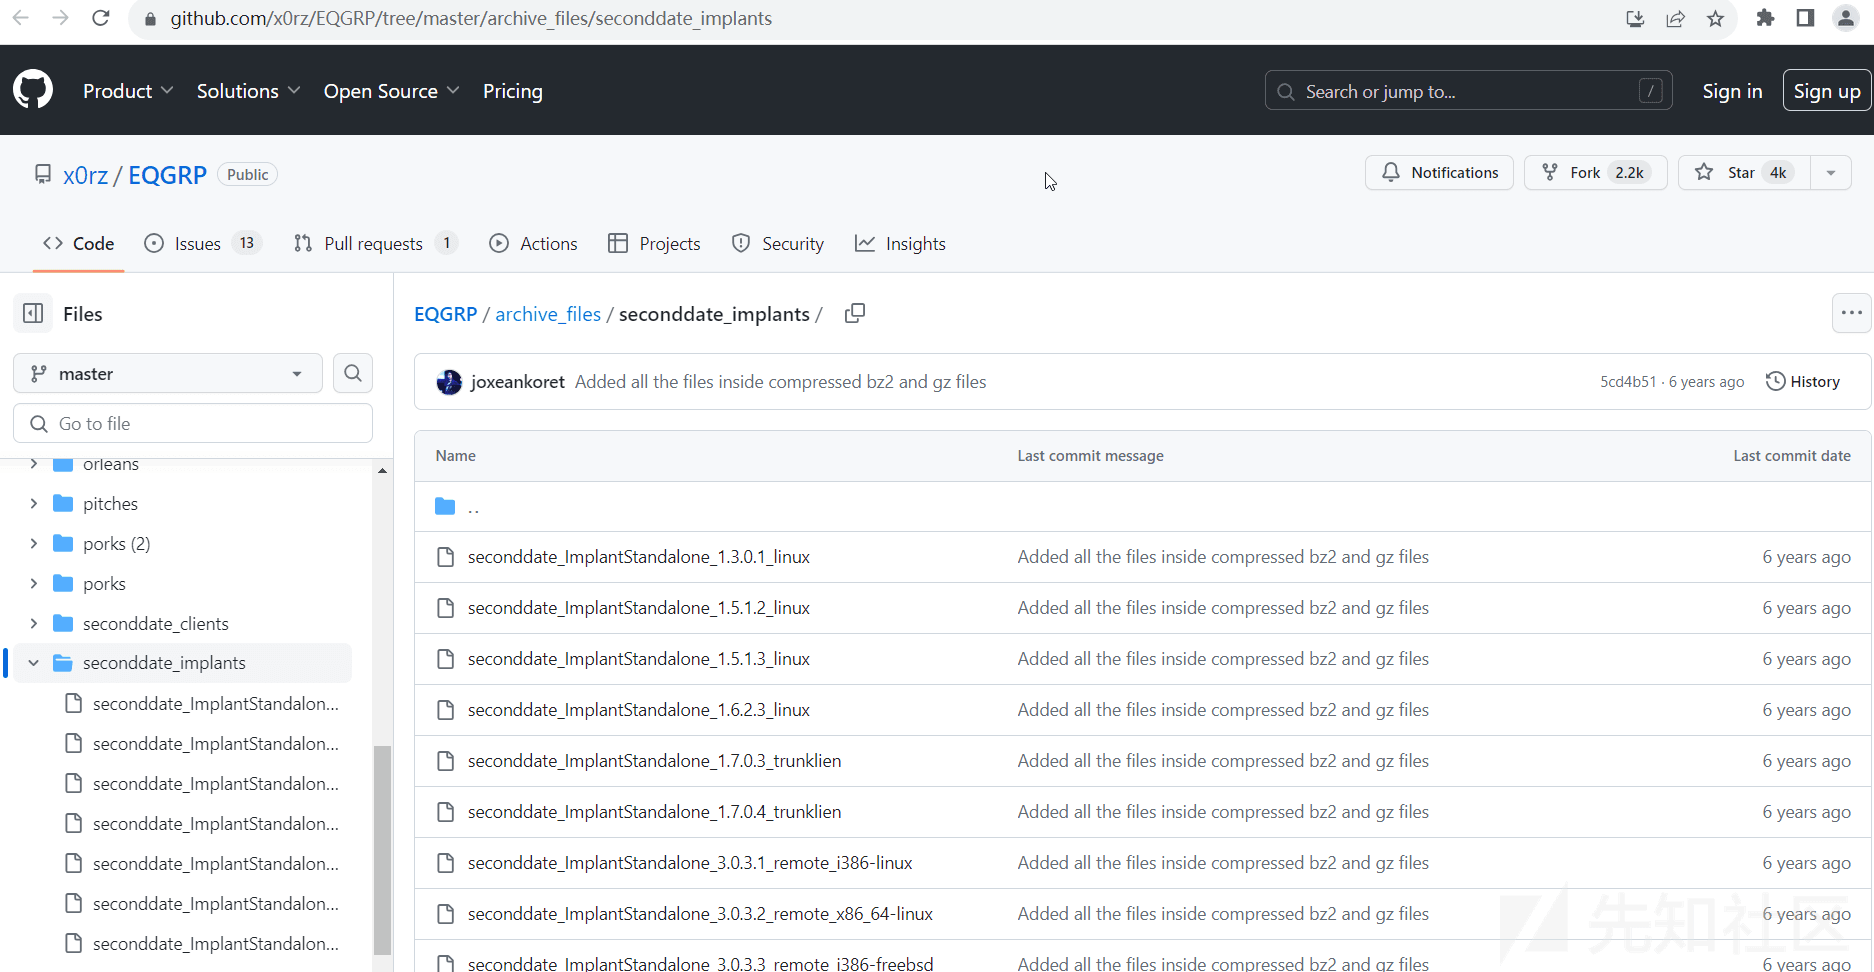 github.com/x0rz/EQGRP/tree/master/archive_files/seconddate_implants
Product Solutions Open Source Pricing Search or jump to... / Sign in Sign up
x0rz / EQGRP Public Notifications Fork 2.2k Star 4k
Code Issues 13 Pull requests 1 Actions Projects Security Insights
Files
master
Go to file
orleans
pitches
porks (2)
porks
seconddate_clients
seconddate_implants
seconddate_ImplantStandalon...
seconddate_ImplantStandalon...
seconddate_ImplantStandalon...
seconddate_ImplantStandalon...
seconddate_ImplantStandalon...
seconddate_ImplantStandalon...
seconddate_ImplantStandalon...
EQGRP / archive_files / seconddate_implants /
joxeankoret Added all the files inside compressed bz2 and gz files 5cd4b51 · 6 years ago History
Name Last commit message Last commit date
..
seconddate_ImplantStandalone_1.3.0.1_linux Added all the files inside compressed bz2 and gz files 6 years ago
seconddate_ImplantStandalone_1.5.1.2_linux Added all the files inside compressed bz2 and gz files 6 years ago
seconddate_ImplantStandalone_1.5.1.3_linux Added all the files inside compressed bz2 and gz files 6 years ago
seconddate_ImplantStandalone_1.6.2.3_linux Added all the files inside compressed bz2 and gz files 6 years ago
seconddate_ImplantStandalone_1.7.0.3_trunklien Added all the files inside compressed bz2 and gz files 6 years ago
seconddate_ImplantStandalone_1.7.0.4_trunklien Added all the files inside compressed bz2 and gz files 6 years ago
seconddate_ImplantStandalone_3.0.3.1_remote_i386-linux Added all the files inside compressed bz2 and gz files 6 years ago
seconddate_ImplantStandalone_3.0.3.2_remote_x86_64-linux Added all the files inside compressed bz2 and gz files 6 years ago
seconddate_ImplantStandalone_3.0.3.3_remote_i386-freebsd Added all the files inside compressed bz2 and gz files 6 years ago
先知社区